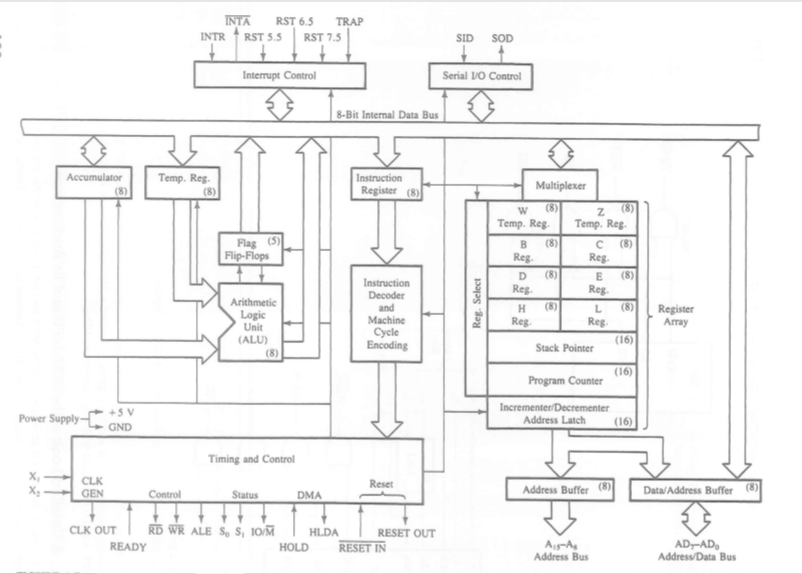 INTA
RST 6.5
TRAP
INTR
RST 5.5
RST 7.5
SID
SOD
Interrupt Control
Serial I/O Control
8-Bit Internal Data Bus
Accumulator
(8)
Temp. Reg.
(8)
Instruction
Register
(8)
Multiplexer
W
(8)
Temp. Reg.
Z
(8)
Temp. Reg.
Flag
(5)
Flip-Flops
B
(8)
Reg.
C
(8)
Reg.
D
(8)
Reg.
E
(8)
Reg.
H
(8)
Reg.
L
(8)
Reg.
Reg. Select
Register
Array
Arithmetic
Logic
Unit
(ALU)
(8)
Instruction
Decoder
and
Machine
Cycle
Encoding
Stack Pointer
(16)
Program Counter
(16)
Incrementer/Decrementer
Address Latch
(16)
Power Supply
+5 V
GND
Timing and Control
X₁
X₂
CLK
GEN
Control
Status
DMA
Reset
Address Buffer
(8)
Data/Address Buffer
(8)
CLK OUT
READY
RD
WR
ALE
S₀
S₁
IO/M
HOLD
HLDA
RESET IN
RESET OUT
A₁₅–A₈
Address Bus
AD₇–AD₀
Address/Data Bus